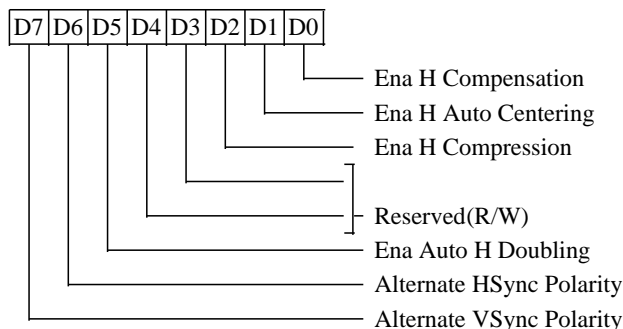 D7 D6 D5 D4 D3 D2 D1 D0
Ena H Compensation
Ena H Auto Centering
Ena H Compression
Reserved(R/W)
Ena Auto H Doubling
Alternate HSync Polarity
Alternate VSync Polarity